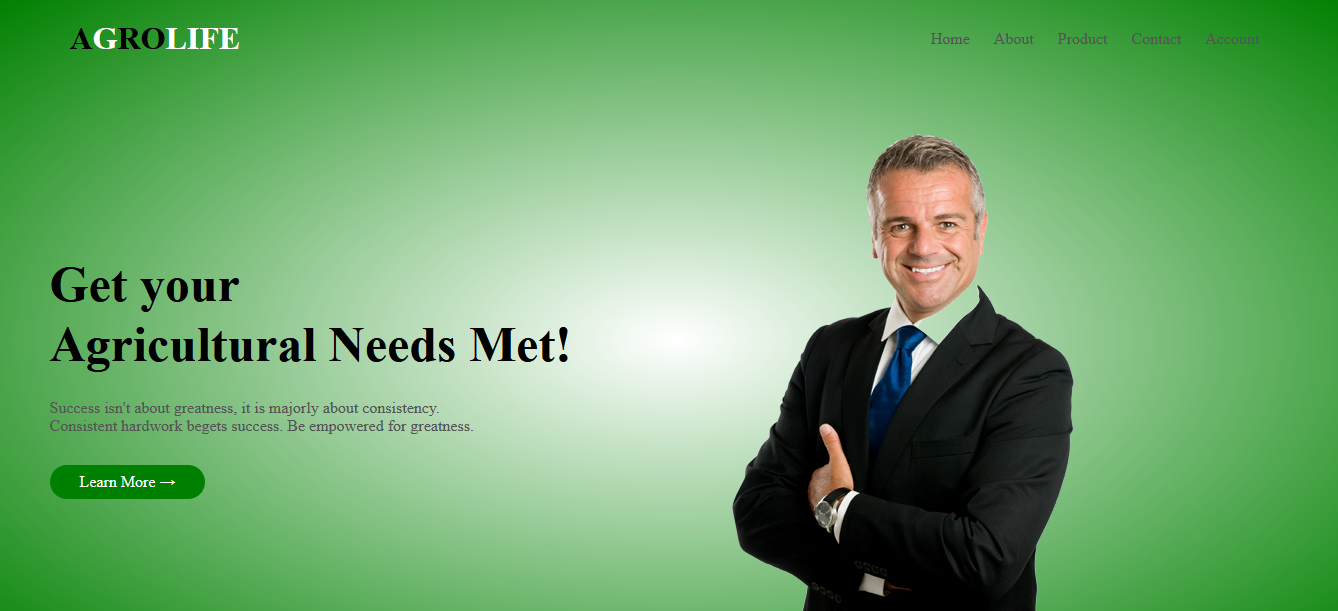 AGROLIFE
Home About Product Contact Account
Get your
Agricultural Needs Met!
Success isn't about greatness, it is majorly about consistency.
Consistent hardwork begets success. Be empowered for greatness.
Learn More →